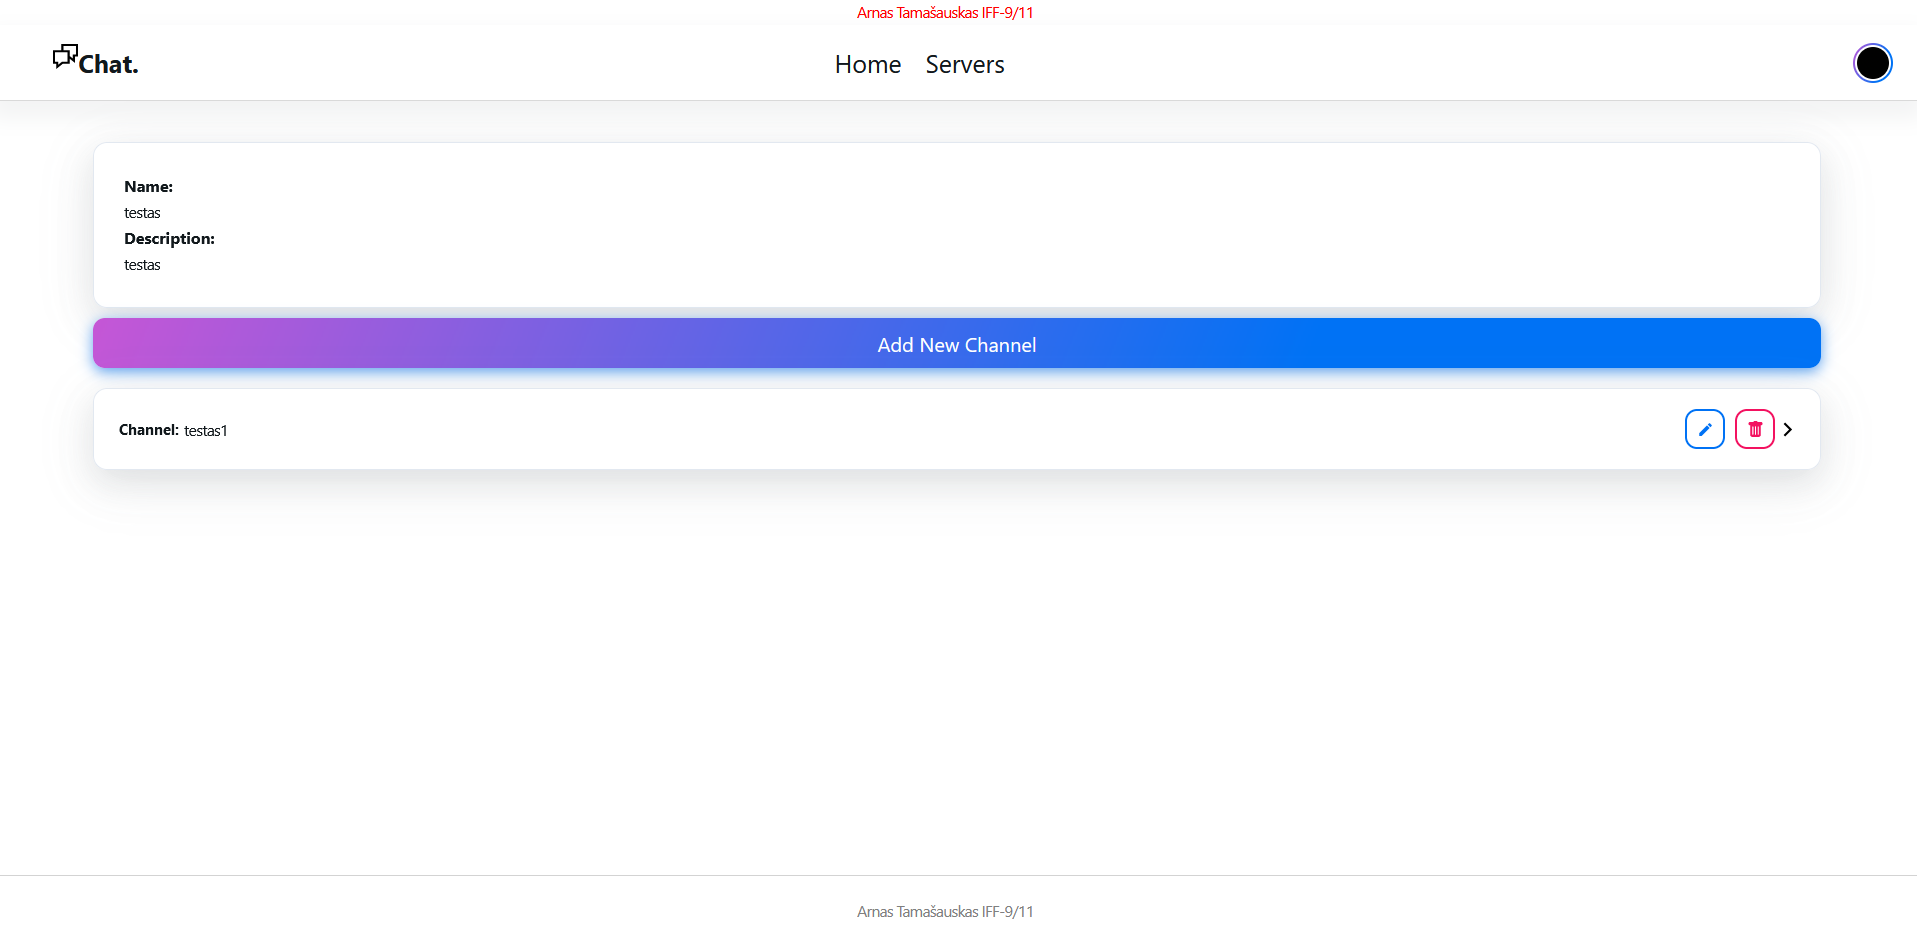 Arnas Tamašauskas IFF-9/11
Chat.
Home Servers
Name:
testas
Description:
testas
Add New Channel
Channel: testas1
Arnas Tamašauskas IFF-9/11